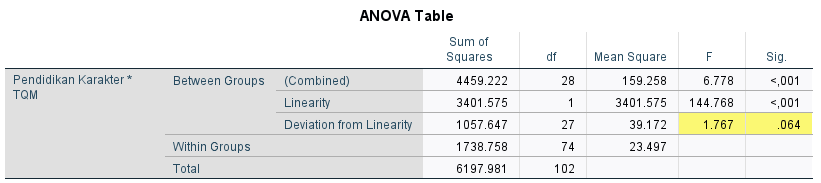 ANOVA Table
Sum of Squares df Mean Square F Sig.
Pendidikan Karakter * TQM Between Groups (Combined) 4459.222 28 159.258 6.778 <,001
Linearity 3401.575 1 3401.575 144.768 <,001
Deviation from Linearity 1057.647 27 39.172 1.767 .064
Within Groups 1738.758 74 23.497
Total 6197.981 102